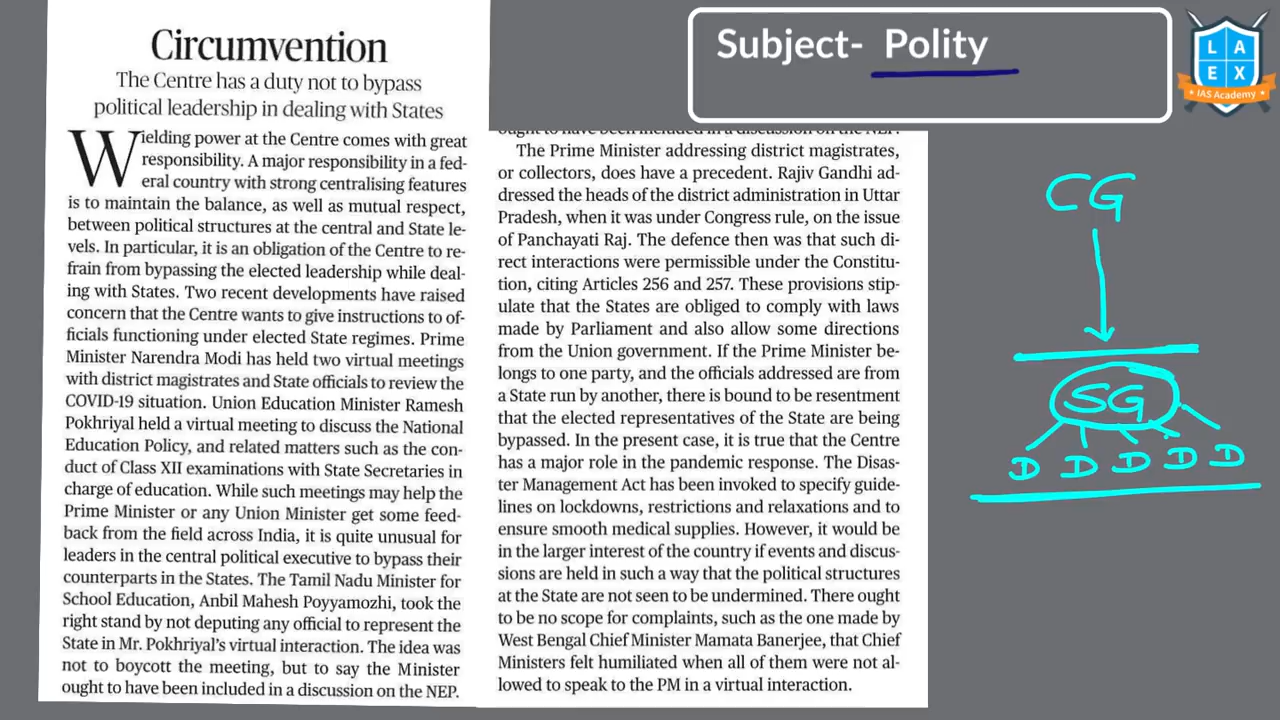 Circumvention
The Centre has a duty not to bypass
political leadership in dealing with States
Wielding power at the Centre comes with great
responsibility. A major responsibility in a fed-
eral country with strong centralising features
is to maintain the balance, as well as mutual respect,
between political structures at the central and State le-
vels. In particular, it is an obligation of the Centre to re-
frain from bypassing the elected leadership while deal-
ing with States. Two recent developments have raised
concern that the Centre wants to give instructions to of-
ficials functioning under elected State regimes. Prime
Minister Narendra Modi has held two virtual meetings
with district magistrates and State officials to review the
COVID-19 situation. Union Education Minister Ramesh
Pokhriyal held a virtual meeting to discuss the National
Education Policy, and related matters such as the con-
duct of Class XII examinations with State Secretaries in
charge of education. While such meetings may help the
Prime Minister or any Union Minister get some feed-
back from the field across India, it is quite unusual for
leaders in the central political executive to bypass their
counterparts in the States. The Tamil Nadu Minister for
School Education, Anbil Mahesh Poyyamozhi, took the
right stand by not deputing any official to represent the
State in Mr. Pokhriyal's virtual interaction. The idea was
not to boycott the meeting, but to say the Minister
ought to have been included in a discussion on the NEP.
ought to have been included in a discussion on the NEP.
The Prime Minister addressing district magistrates,
or collectors, does have a precedent. Rajiv Gandhi ad-
dressed the heads of the district administration in Uttar
Pradesh, when it was under Congress rule, on the issue
of Panchayati Raj. The defence then was that such di-
rect interactions were permissible under the Constitu-
tion, citing Articles 256 and 257. These provisions stip-
ulate that the States are obliged to comply with laws
made by Parliament and also allow some directions
from the Union government. If the Prime Minister be-
longs to one party, and the officials addressed are from
a State run by another, there is bound to be resentment
that the elected representatives of the State are being
bypassed. In the present case, it is true that the Centre
has a major role in the pandemic response. The Disas-
ter Management Act has been invoked to specify guide-
lines on lockdowns, restrictions and relaxations and to
ensure smooth medical supplies. However, it would be
in the larger interest of the country if events and discus-
sions are held in such a way that the political structures
at the State are not seen to be undermined. There ought
to be no scope for complaints, such as the one made by
West Bengal Chief Minister Mamata Banerjee, that Chief
Ministers felt humiliated when all of them were not al-
lowed to speak to the PM in a virtual interaction.
Subject- Polity
L A
E X
IAS Academy
CG
SG
D D D D D